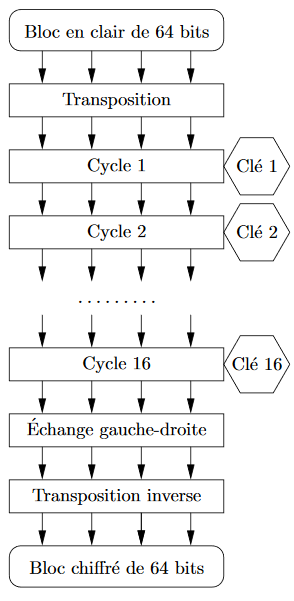 Bloc en clair de 64 bits
Transposition
Cycle 1
Clé 1
Cycle 2
Clé 2
.........
Cycle 16
Clé 16
Échange gauche-droite
Transposition inverse
Bloc chiffré de 64 bits